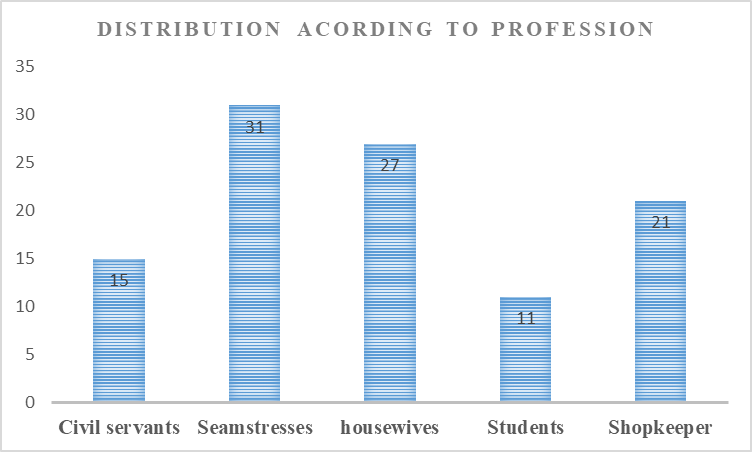 DISTRIBUTION ACORDING TO PROFESSION
35
30
25
20
15
10
5
0
15
31
27
11
21
Civil servants
Seamstresses
housewives
Students
Shopkeeper